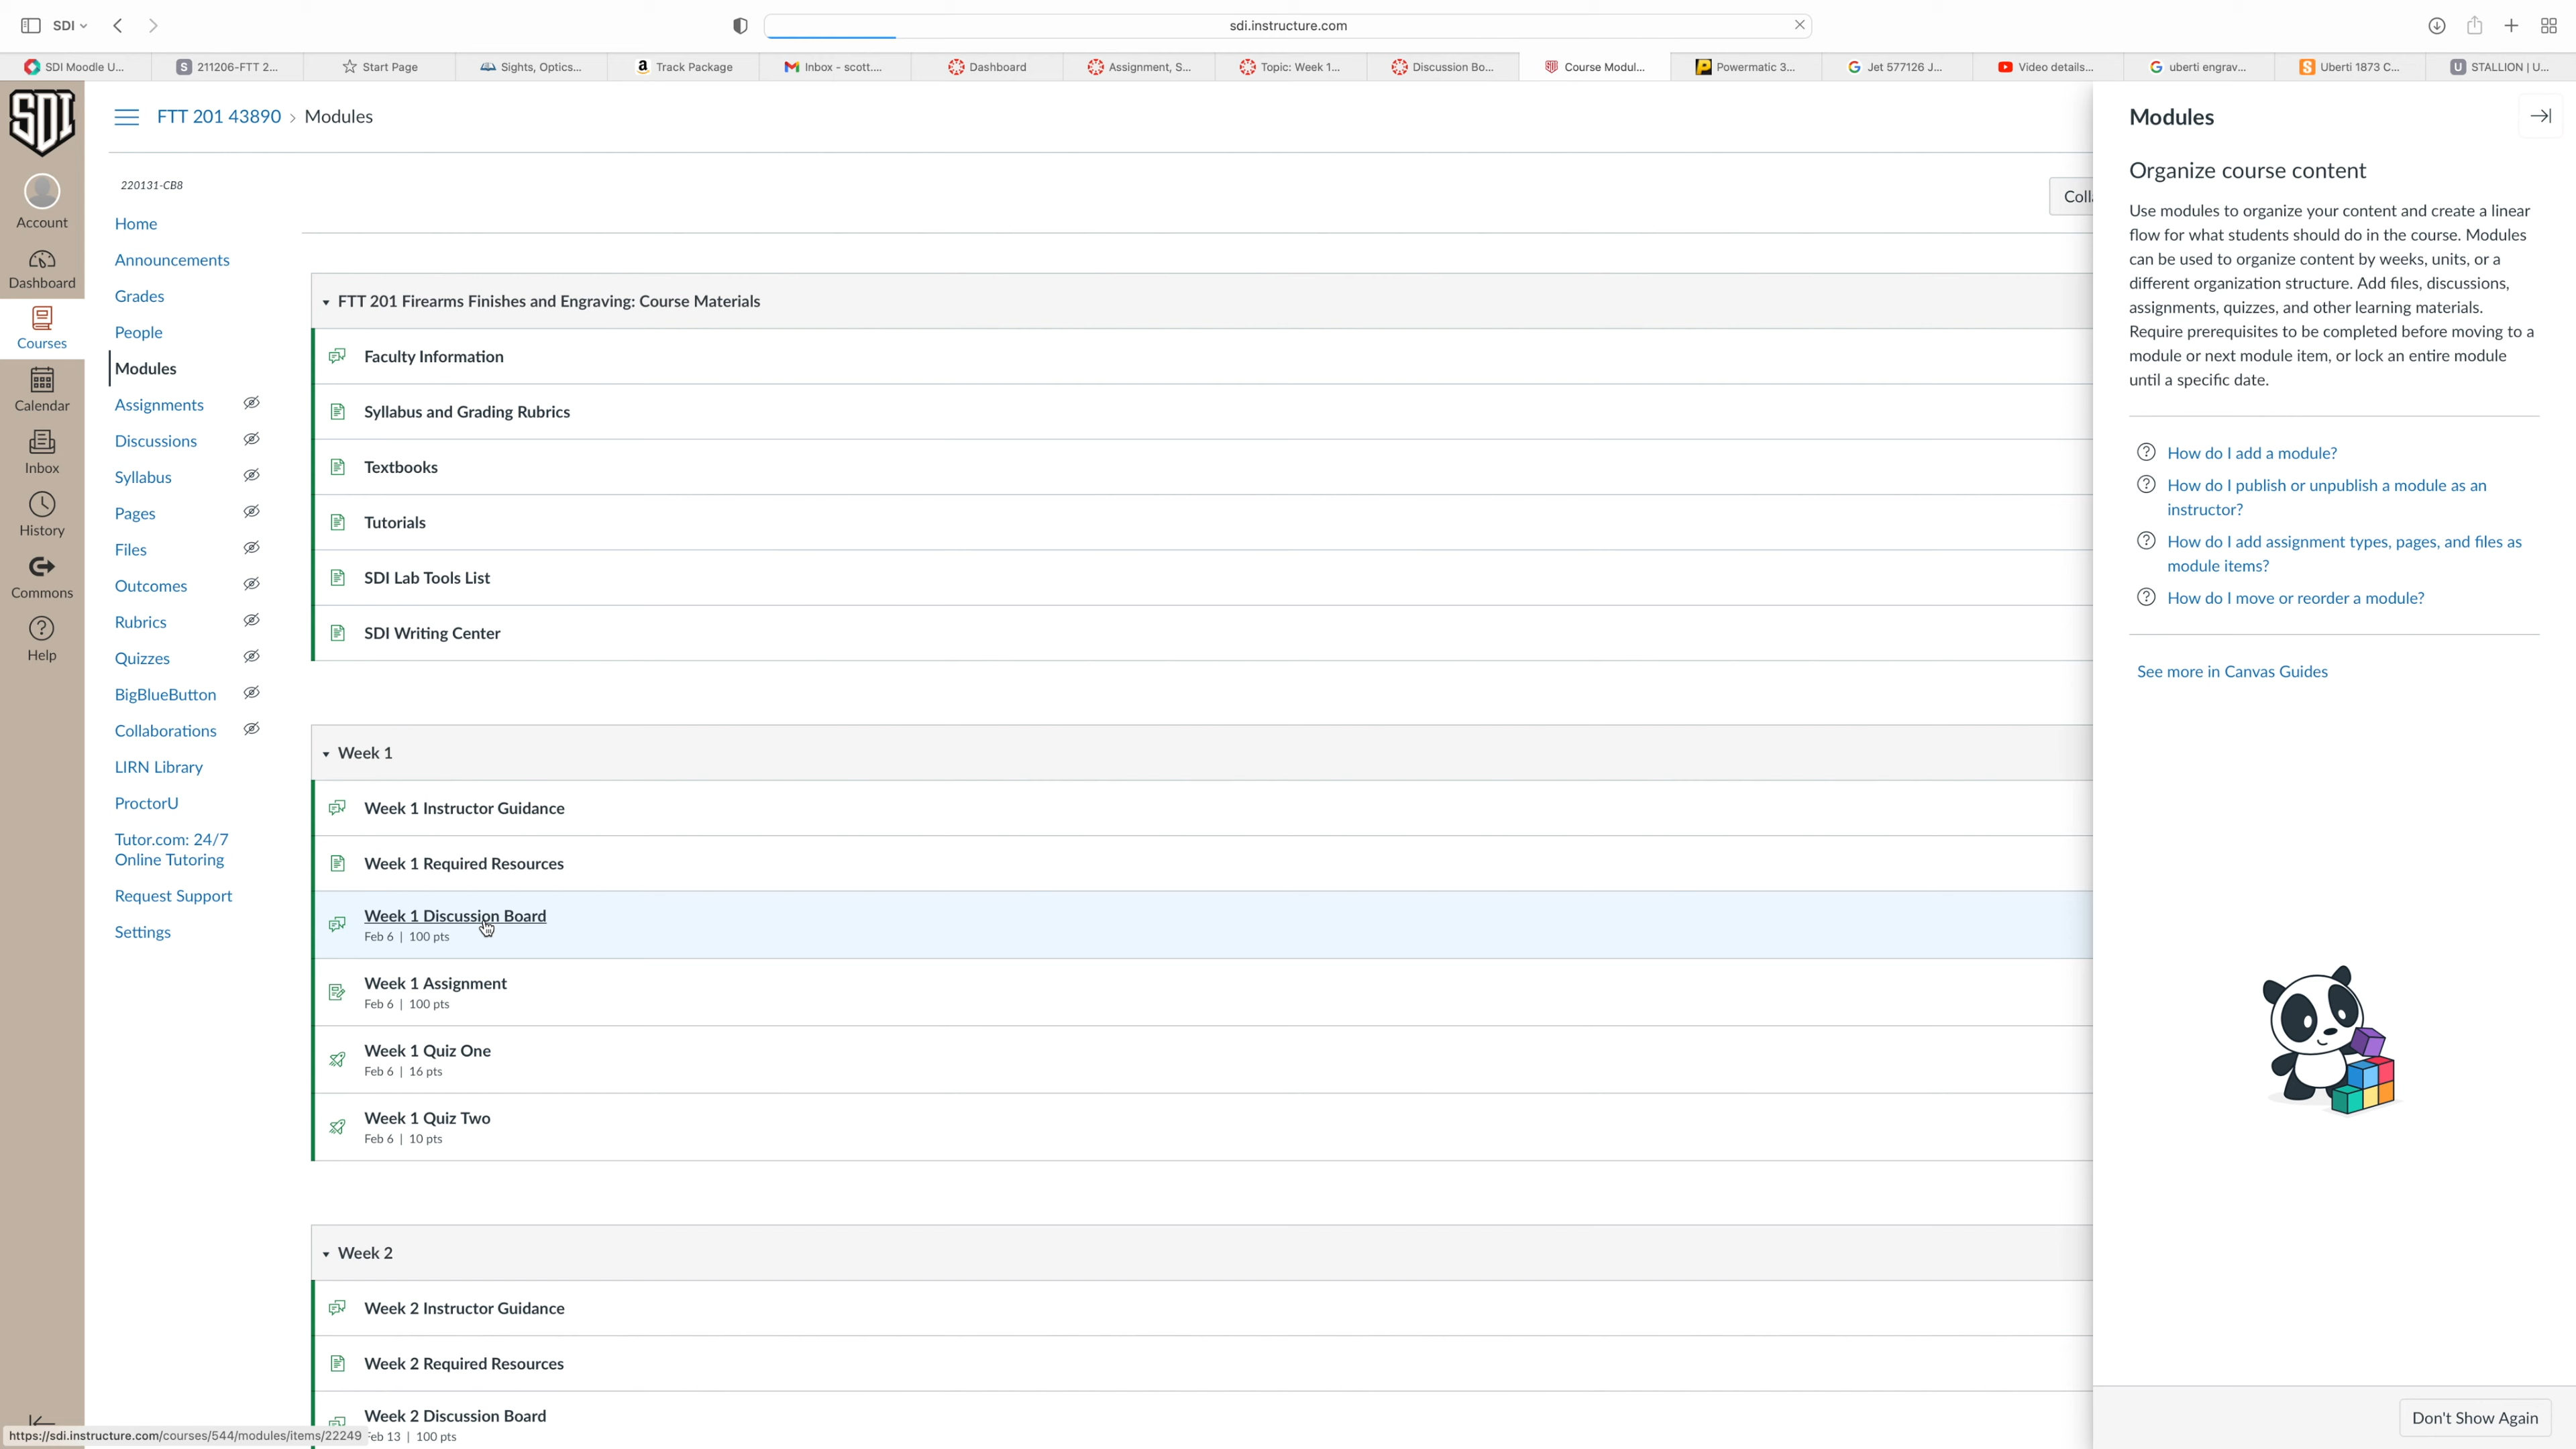 SDI
sdi.instructure.com
SDI Moodle U...
S 211206-FTT 2...
Start Page
Sights, Optics...
a Track Package
Inbox - scott....
Dashboard
Assignment, S...
Topic: Week 1...
Discussion Bo...
Course Modul...
Powermatic 3...
Jet 577126 J...
Video details...
uberti engrav...
Uberti 1873 C...
U STALLION | U...
SDI
Account
Dashboard
Courses
Calendar
Inbox
History
Commons
Help
FTT 201 43890 › Modules
220131-CB8
Home
Announcements
Grades
People
Modules
Assignments
Discussions
Syllabus
Pages
Files
Outcomes
Rubrics
Quizzes
BigBlueButton
Collaborations
LIRN Library
ProctorU
Tutor.com: 24/7
Online Tutoring
Request Support
Settings
FTT 201 Firearms Finishes and Engraving: Course Materials
Faculty Information
Syllabus and Grading Rubrics
Textbooks
Tutorials
SDI Lab Tools List
SDI Writing Center
Week 1
Week 1 Instructor Guidance
Week 1 Required Resources
Week 1 Discussion Board
Feb 6 | 100 pts
Week 1 Assignment
Feb 6 | 100 pts
Week 1 Quiz One
Feb 6 | 16 pts
Week 1 Quiz Two
Feb 6 | 10 pts
Week 2
Week 2 Instructor Guidance
Week 2 Required Resources
Week 2 Discussion Board
eb 13 | 100 pts
https://sdi.instructure.com/courses/544/modules/items/22249
Modules
Organize course content
Use modules to organize your content and create a linear
flow for what students should do in the course. Modules
can be used to organize content by weeks, units, or a
different organization structure. Add files, discussions,
assignments, quizzes, and other learning materials.
Require prerequisites to be completed before moving to a
module or next module item, or lock an entire module
until a specific date.
How do I add a module?
How do I publish or unpublish a module as an
instructor?
How do I add assignment types, pages, and files as
module items?
How do I move or reorder a module?
See more in Canvas Guides
Don't Show Again